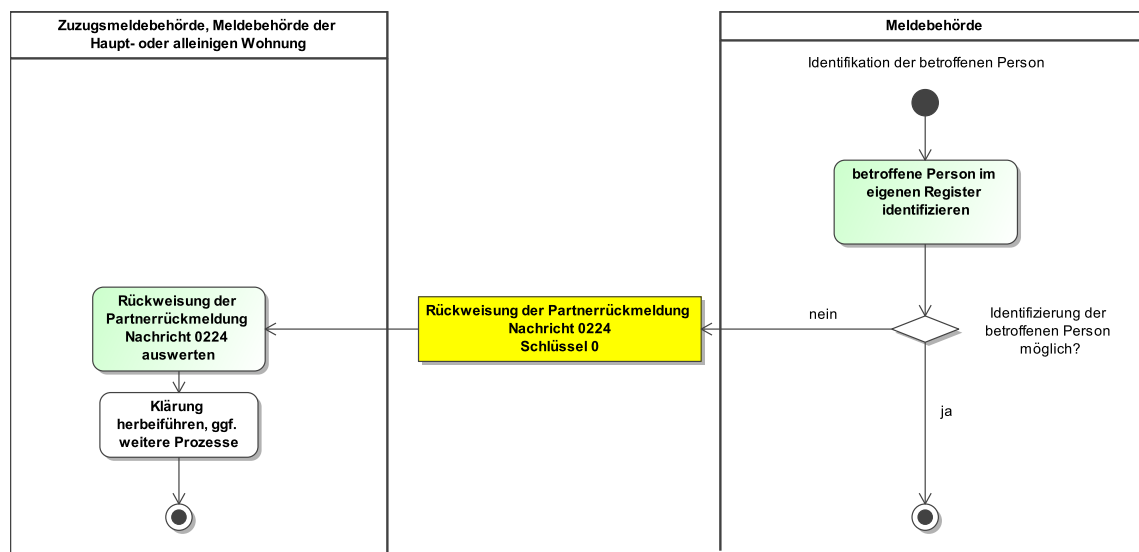 Zuzugsmeldebehörde, Meldebehörde der
Haupt- oder alleinigen Wohnung
Meldebehörde
Identifikation der betroffenen Person
betroffene Person im
eigenen Register
identifizieren
Identifizierung der
betroffenen Person
möglich?
nein
ja
Rückweisung der Partnerrückmeldung
Nachricht 0224
Schlüssel 0
Rückweisung der
Partnerrückmeldung
Nachricht 0224
auswerten
Klärung
herbeiführen, ggf.
weitere Prozesse